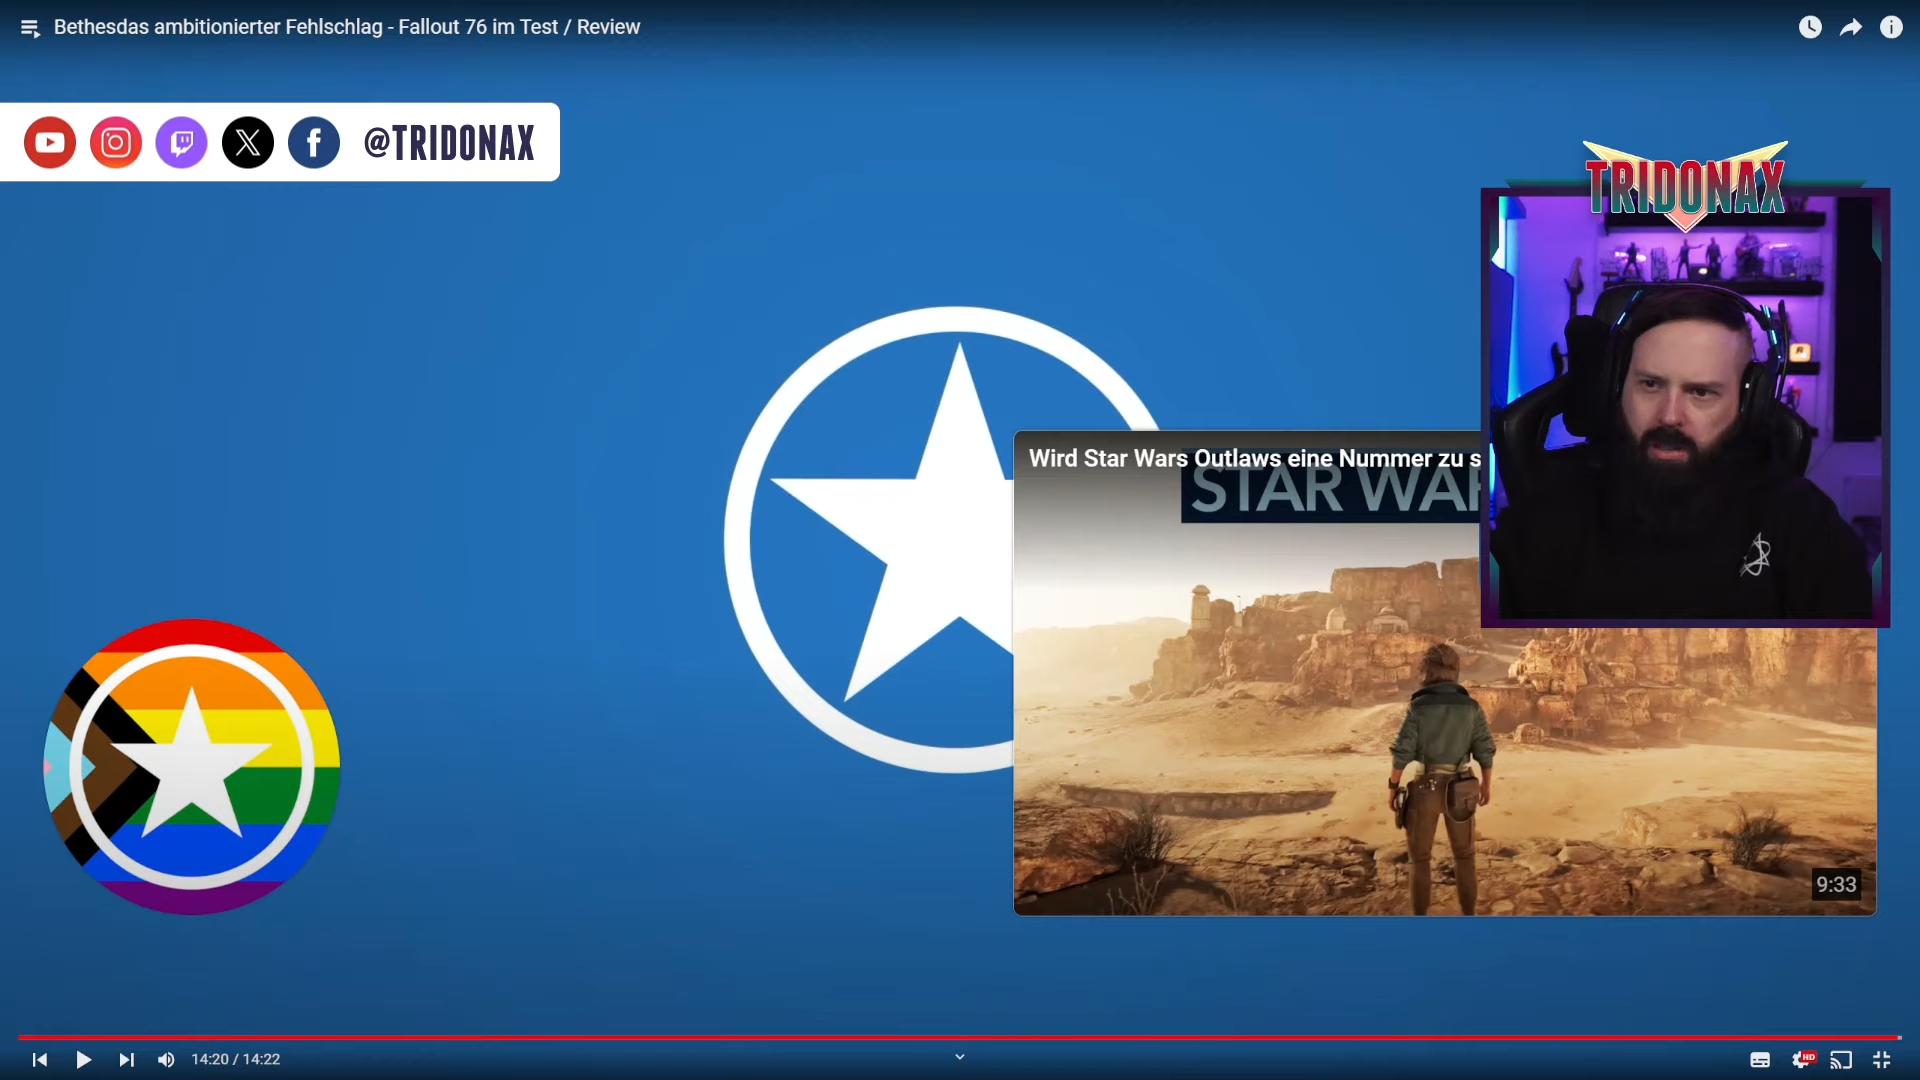 Bethesdas ambitionierter Fehlschlag - Fallout 76 im Test / Review
@TRIDONAX
TRIDONAX
Wird Star Wars Outlaws eine Nummer zu s
STAR WAR
9:33
14:20 / 14:22
HD